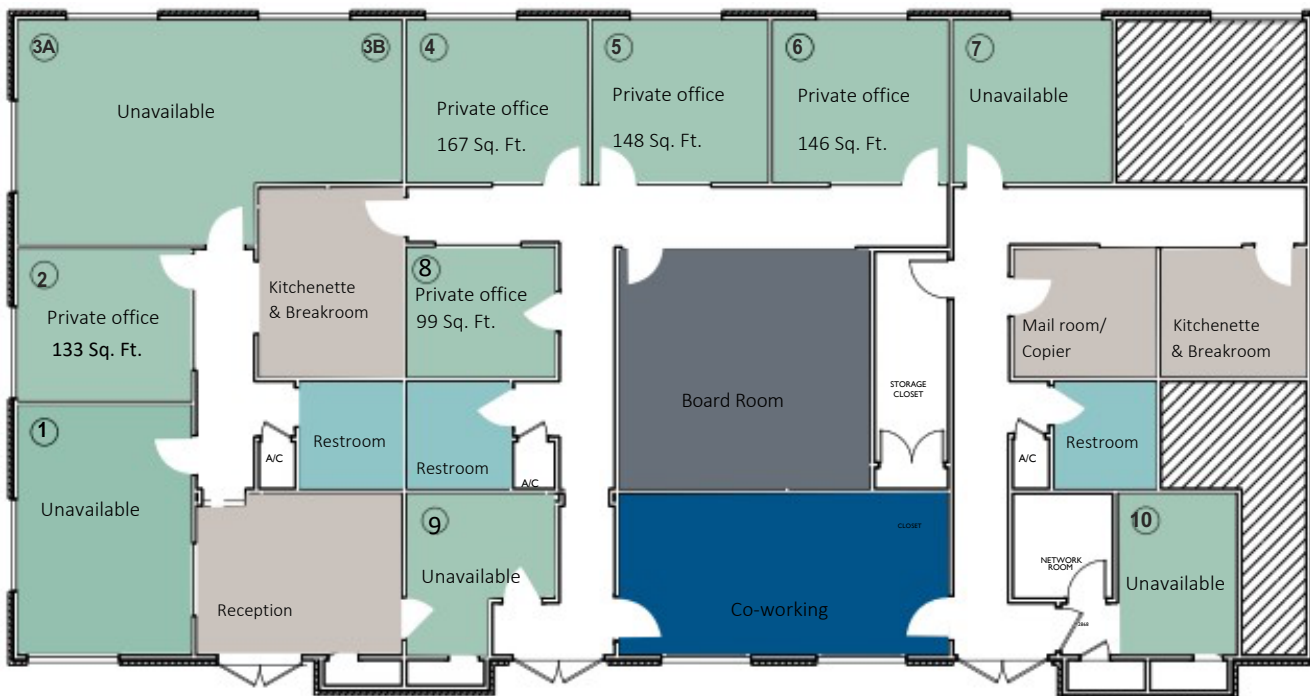 3A
3B
Unavailable
4
Private office
167 Sq. Ft.
5
Private office
148 Sq. Ft.
6
Private office
146 Sq. Ft.
7
Unavailable
2
Private office
133 Sq. Ft.
Kitchenette
& Breakroom
8
Private office
99 Sq. Ft.
Board Room
STORAGE
CLOSET
Mail room/
Copier
Kitchenette
& Breakroom
1
Unavailable
A/C
Restroom
Restroom
A/C
A/C
Restroom
Reception
9
Unavailable
CLOSET
Co-working
NETWORK
ROOM
10
Unavailable